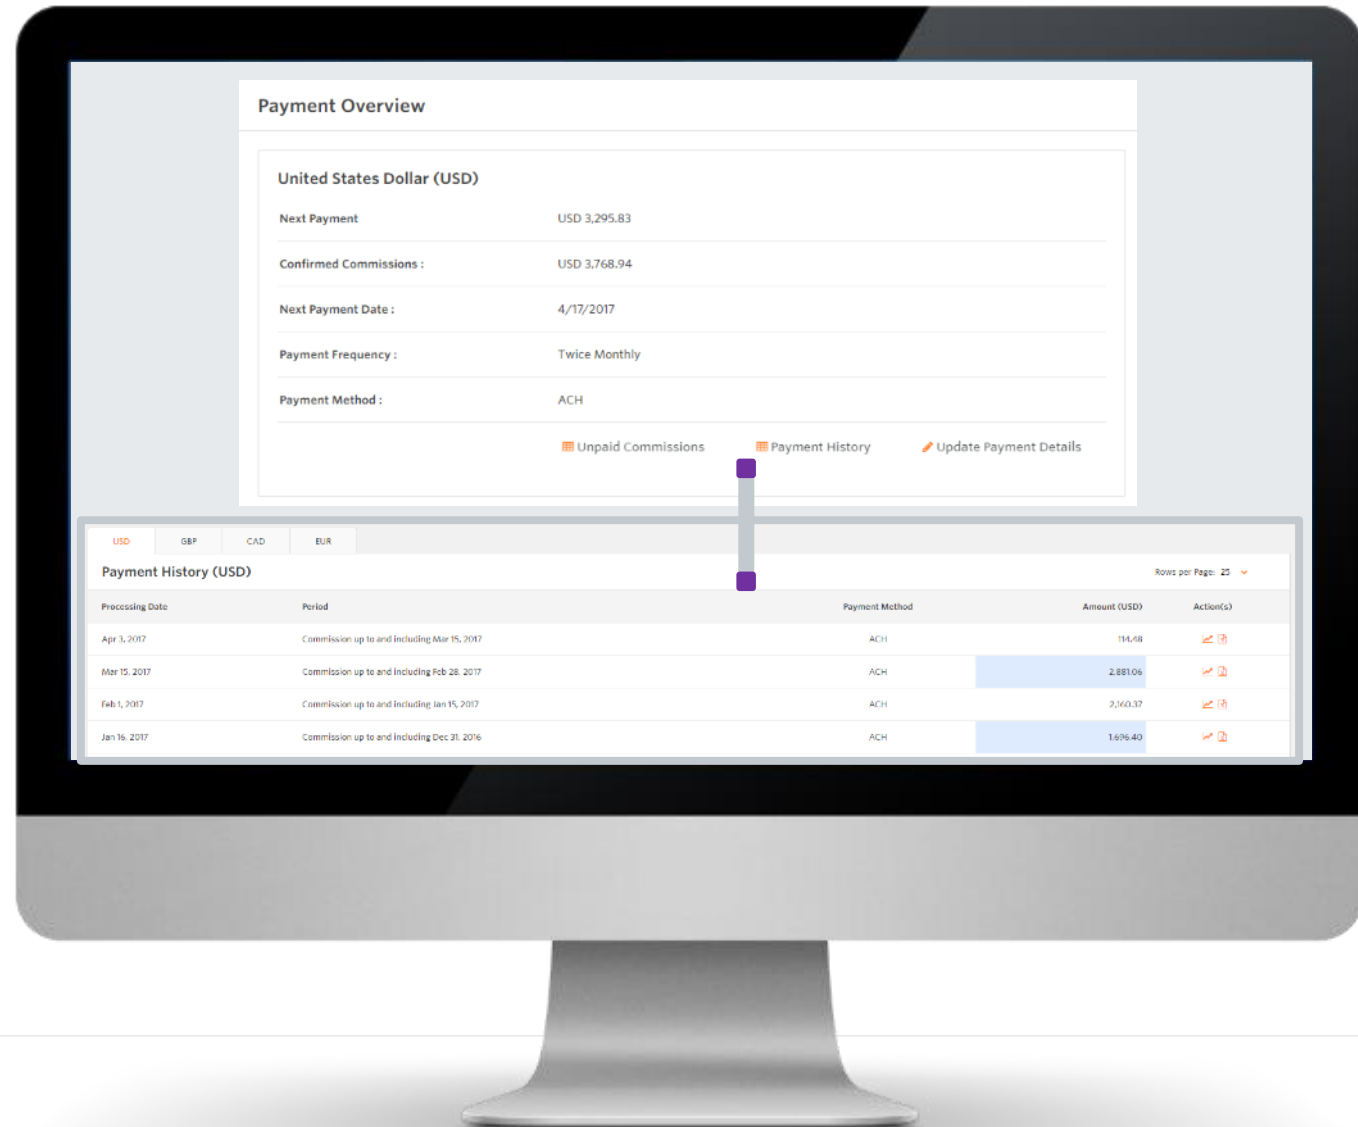 Payment Overview
United States Dollar (USD)
Next Payment USD 3,295.83
Confirmed Commissions : USD 3,768.94
Next Payment Date : 4/17/2017
Payment Frequency : Twice Monthly
Payment Method : ACH
Unpaid Commissions Payment History Update Payment Details
USD GBP CAD EUR
Payment History (USD) Rows per Page: 25
Processing Date Period Payment Method Amount (USD) Action(s)
Apr 3, 2017 Commission up to and including Mar 15, 2017 ACH 114.48
Mar 15, 2017 Commission up to and including Feb 28, 2017 ACH 2,881.06
Feb 1, 2017 Commission up to and including Jan 15, 2017 ACH 2,160.37
Jan 16, 2017 Commission up to and including Dec 31, 2016 ACH 1,696.40